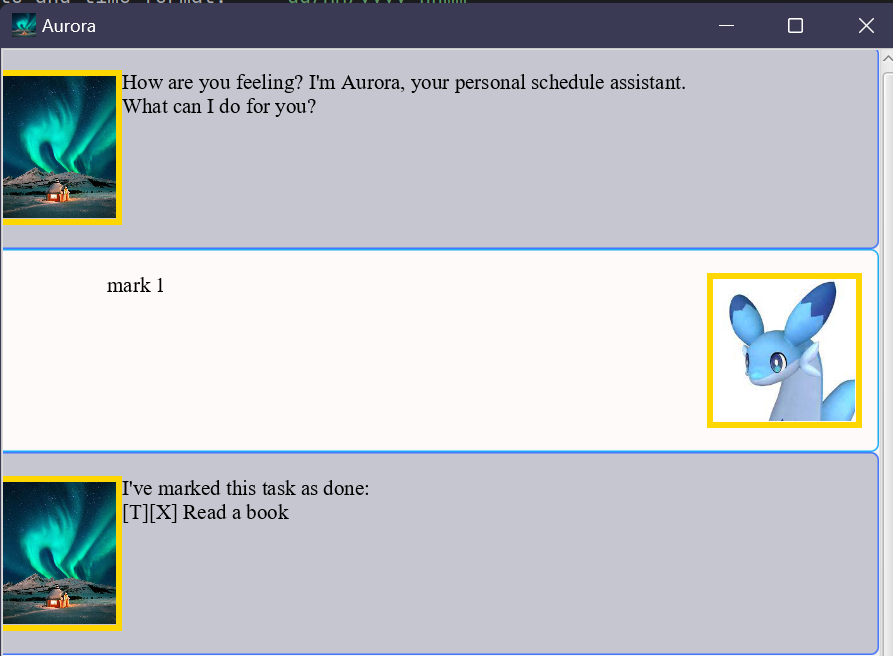 Aurora
How are you feeling? I'm Aurora, your personal schedule assistant.
What can I do for you?
mark 1
I've marked this task as done:
[T][X] Read a book